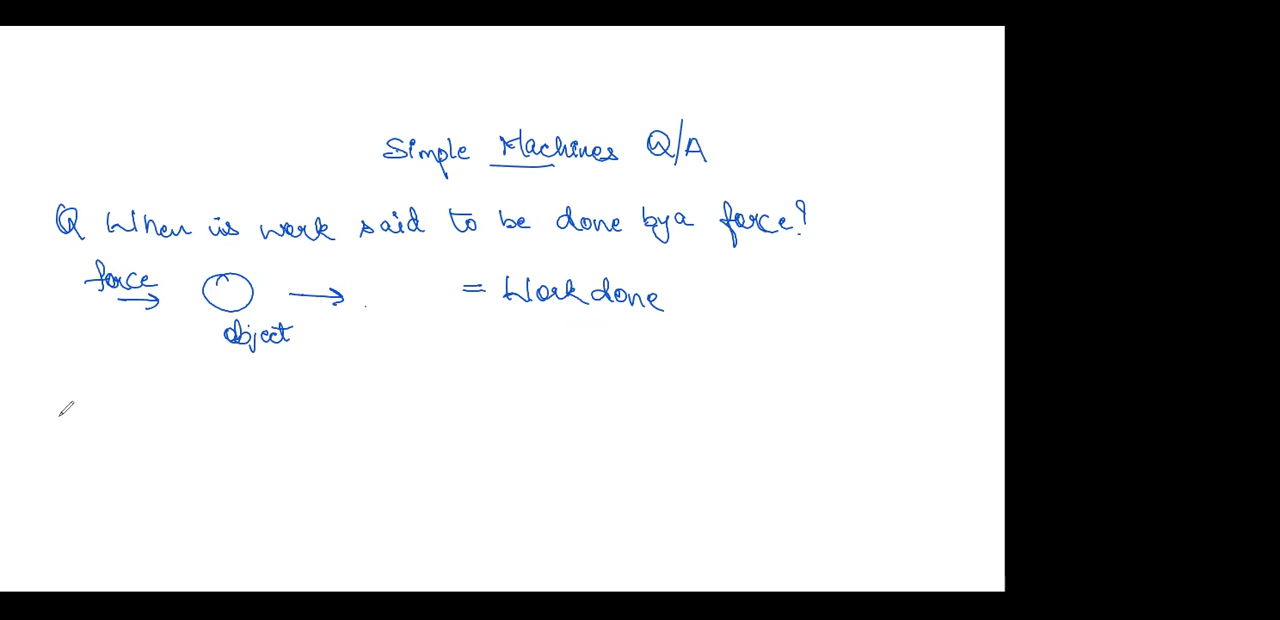 Simple Machines Q/A
Q When is work said to be done by a force?
force
= Work done
object